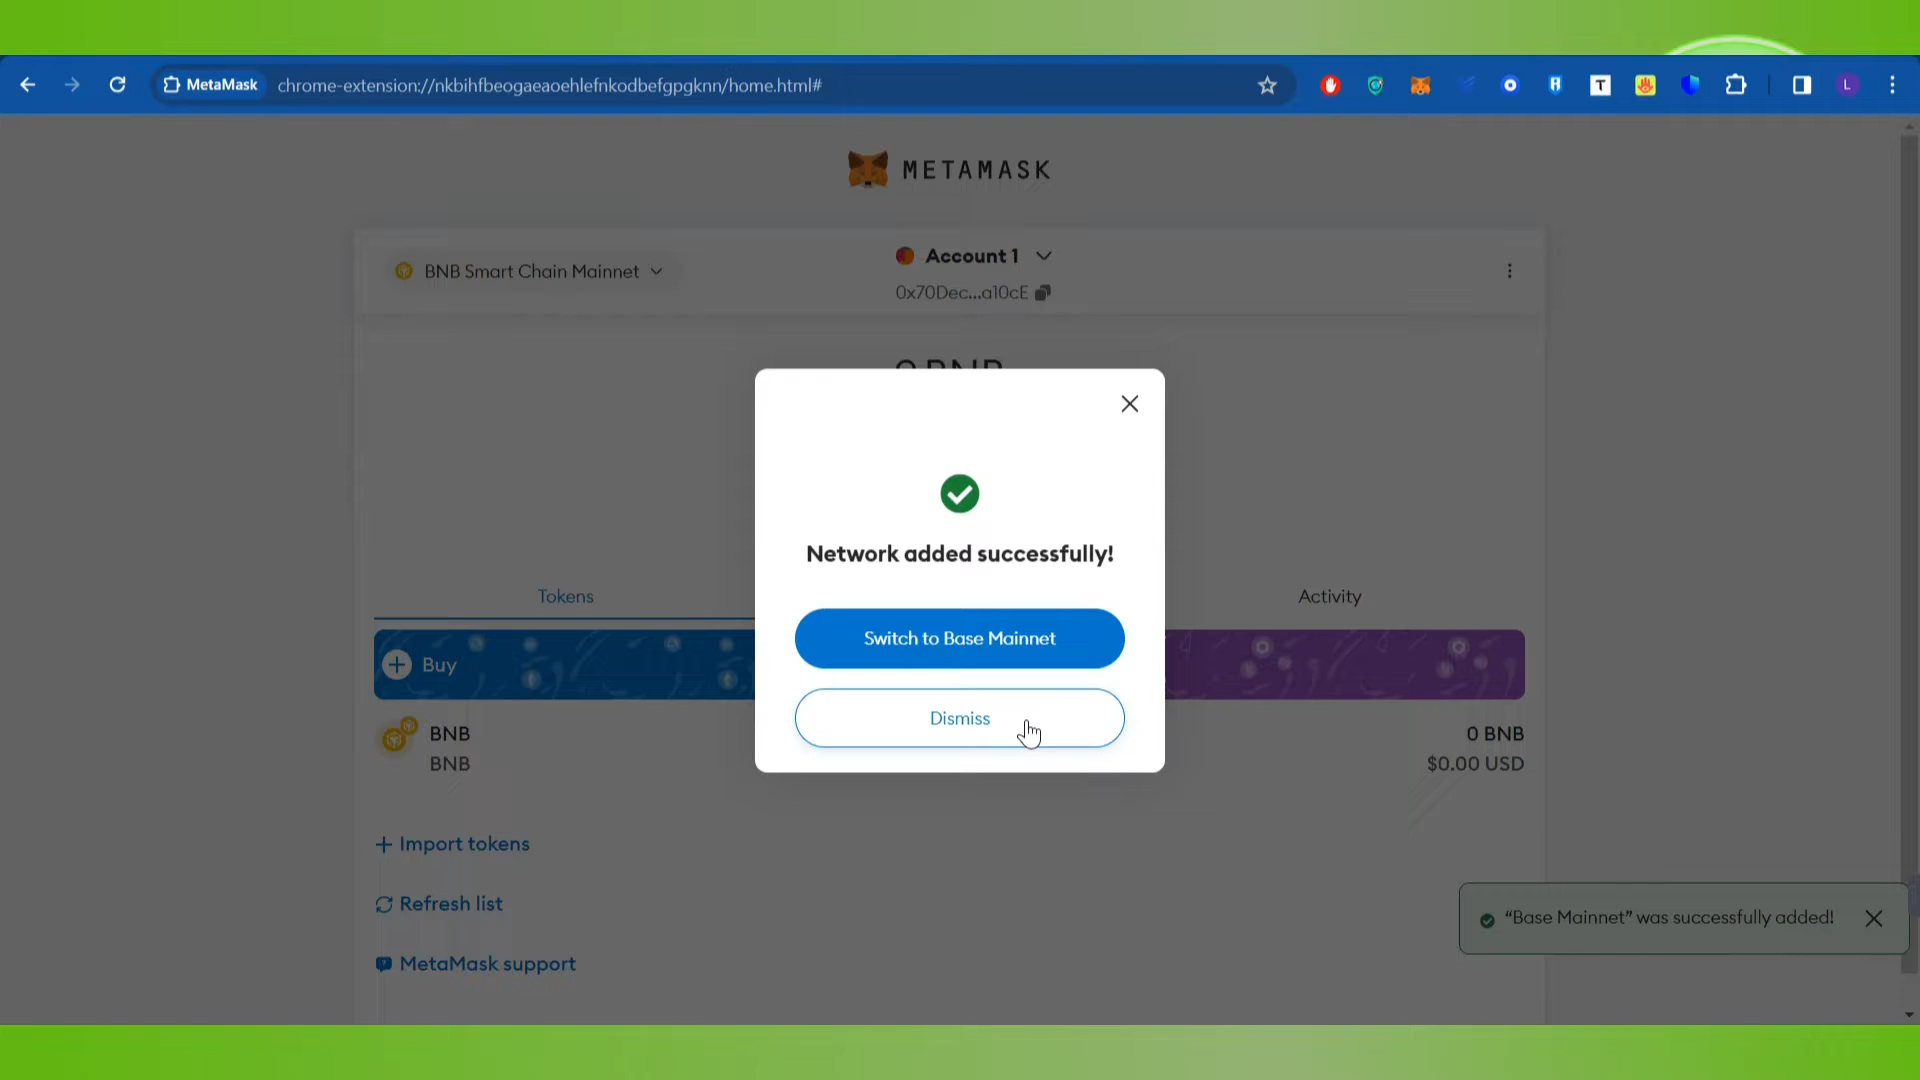 MetaMask
chrome-extension://nkbihfbeogaeaoehlefnkodbefgpgknn/home.html#
T
L
METAMASK
BNB Smart Chain Mainnet
Account 1
0x70Dec...a10cE
0 BNB
Network added successfully!
Tokens
Activity
Switch to Base Mainnet
Buy
Dismiss
BNB
0 BNB
BNB
$0.00 USD
Import tokens
Refresh list
“Base Mainnet” was successfully added!
MetaMask support